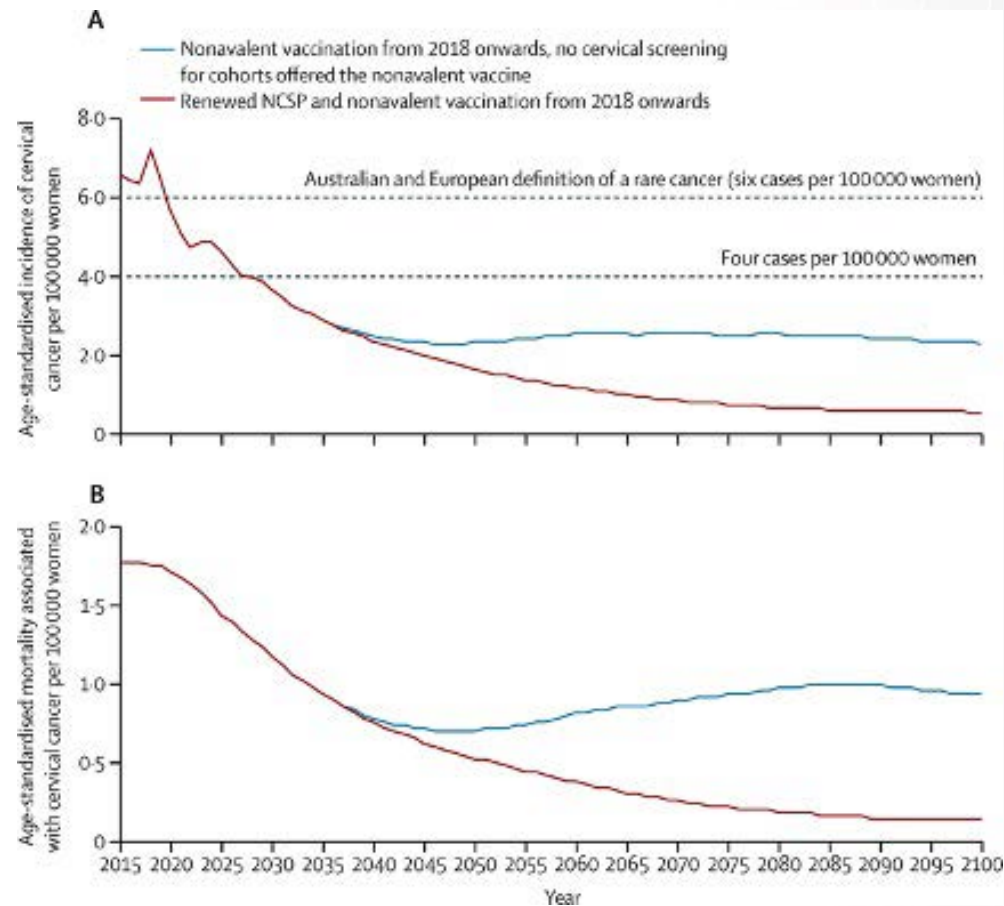 A
Nonavalent vaccination from 2018 onwards, no cervical screening
for cohorts offered the nonavalent vaccine
Renewed NCSP and nonavalent vaccination from 2018 onwards
Age-standardised incidence of cervical
cancer per 100 000 women
8·0
6·0
4·0
2·0
0
Australian and European definition of a rare cancer (six cases per 100 000 women)
Four cases per 100 000 women
B
Age-standardised mortality associated
with cervical cancer per 100 000 women
2·0
1·5
1·0
0·5
0
2015 2020 2025 2030 2035 2040 2045 2050 2055 2060 2065 2070 2075 2080 2085 2090 2095 2100
Year